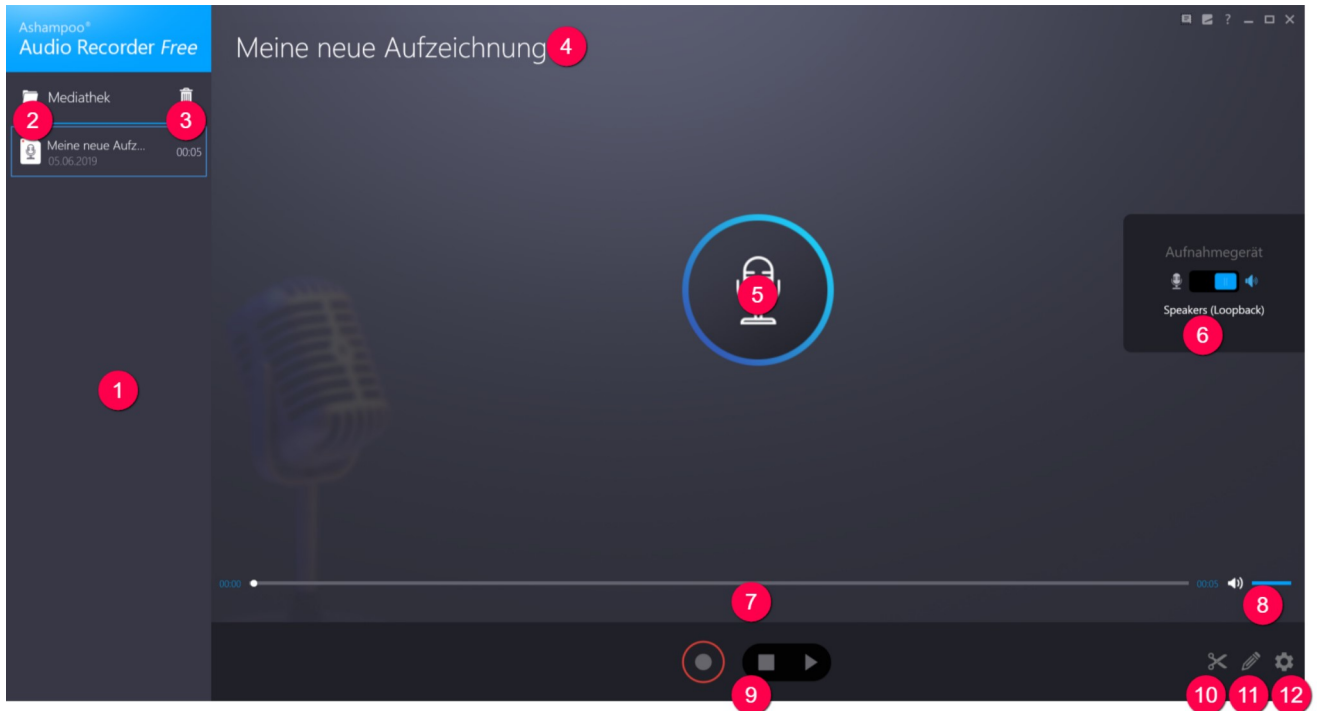 Ashampoo®
Audio Recorder Free
Meine neue Aufzeichnung
4
?
Mediathek
2
3
Meine neue Aufz...
00:05
05.06.2019
1
5
Aufnahmegerät
Speakers (Loopback)
6
00:00
00:05
7
8
9
10
11
12